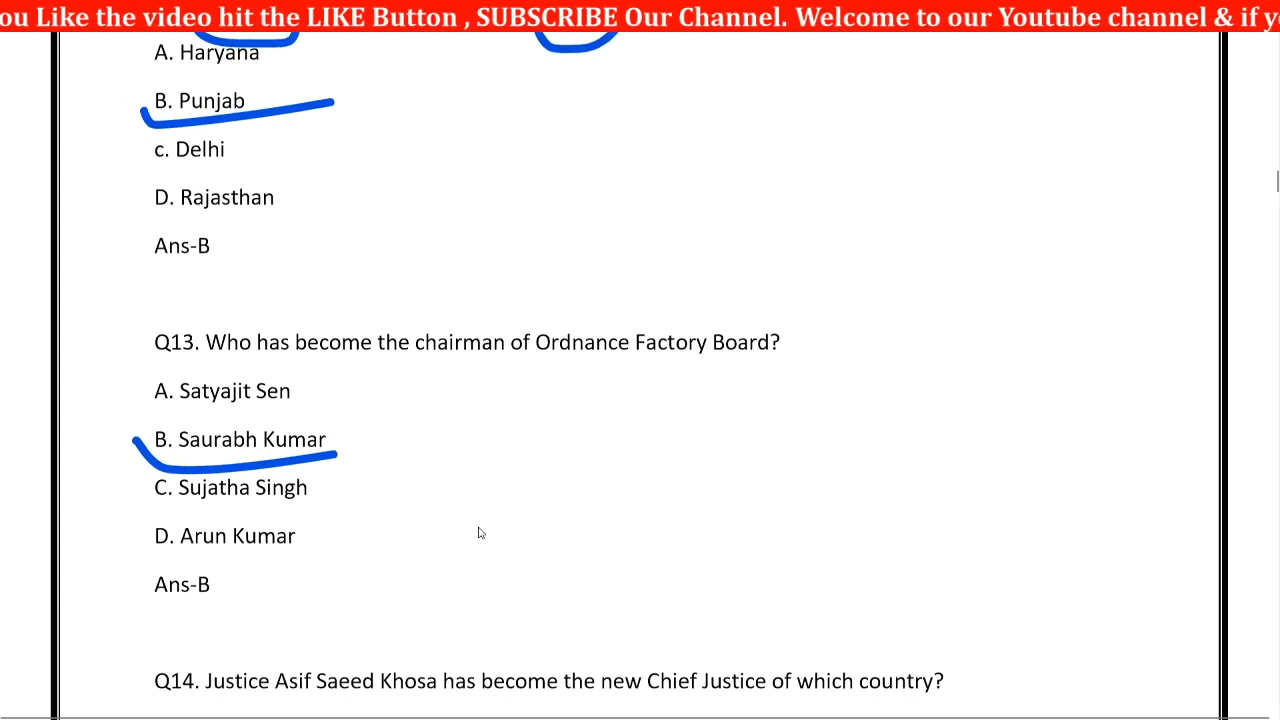 ou Like the video hit the LIKE Button , SUBSCRIBE Our Channel. Welcome to our Youtube channel & if y
A. Haryana
B. Punjab
c. Delhi
D. Rajasthan
Ans-B
Q13. Who has become the chairman of Ordnance Factory Board?
A. Satyajit Sen
B. Saurabh Kumar
C. Sujatha Singh
D. Arun Kumar
Ans-B
Q14. Justice Asif Saeed Khosa has become the new Chief Justice of which country?